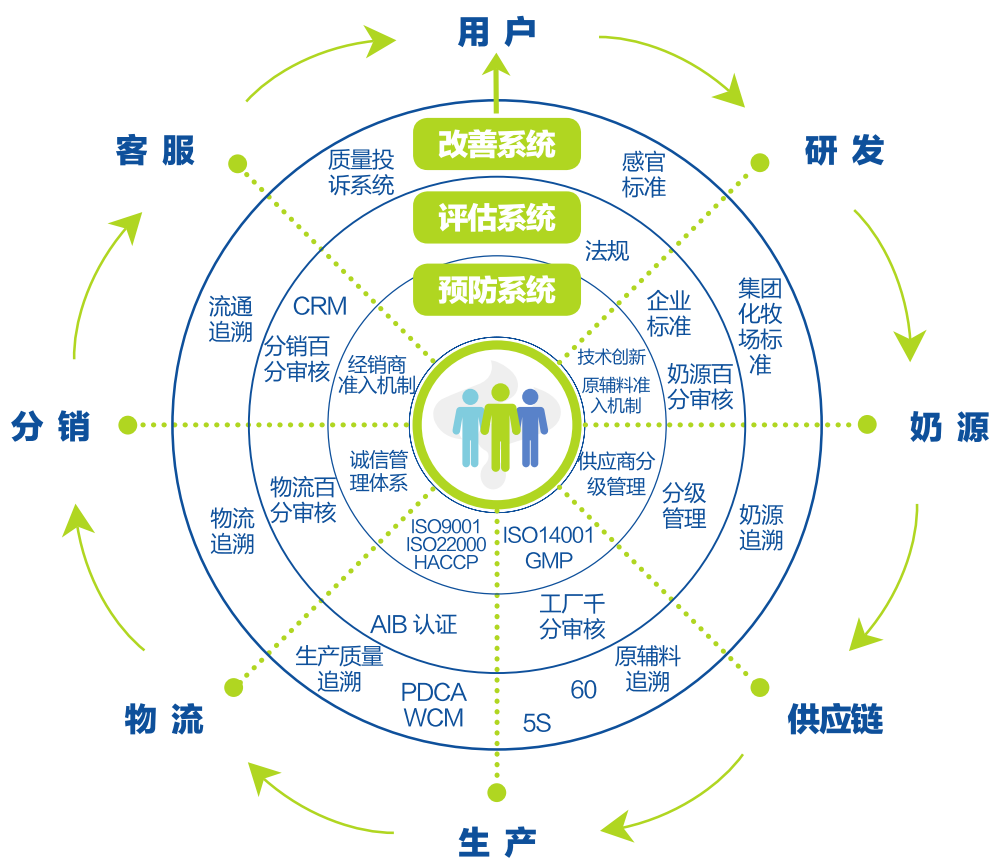 用户
客服
研发
改善系统
质量投
诉系统
感官
标准
评估系统
法规
预防系统
流通
追溯
CRM
企业
标准
集团
化牧
场标
准
分销百
分审核
经销商
准入机制
技术创新
原辅料准
入机制
奶源百
分审核
分销
奶源
诚信管
理体系
供应商分
级管理
物流百
分审核
分级
管理
物流
追溯
奶源
追溯
ISO9001
ISO22000
HACCP
ISO14001
GMP
AIB 认证
工厂千
分审核
生产质量
追溯
原辅料
追溯
PDCA
WCM
60
5S
物流
供应链
生产